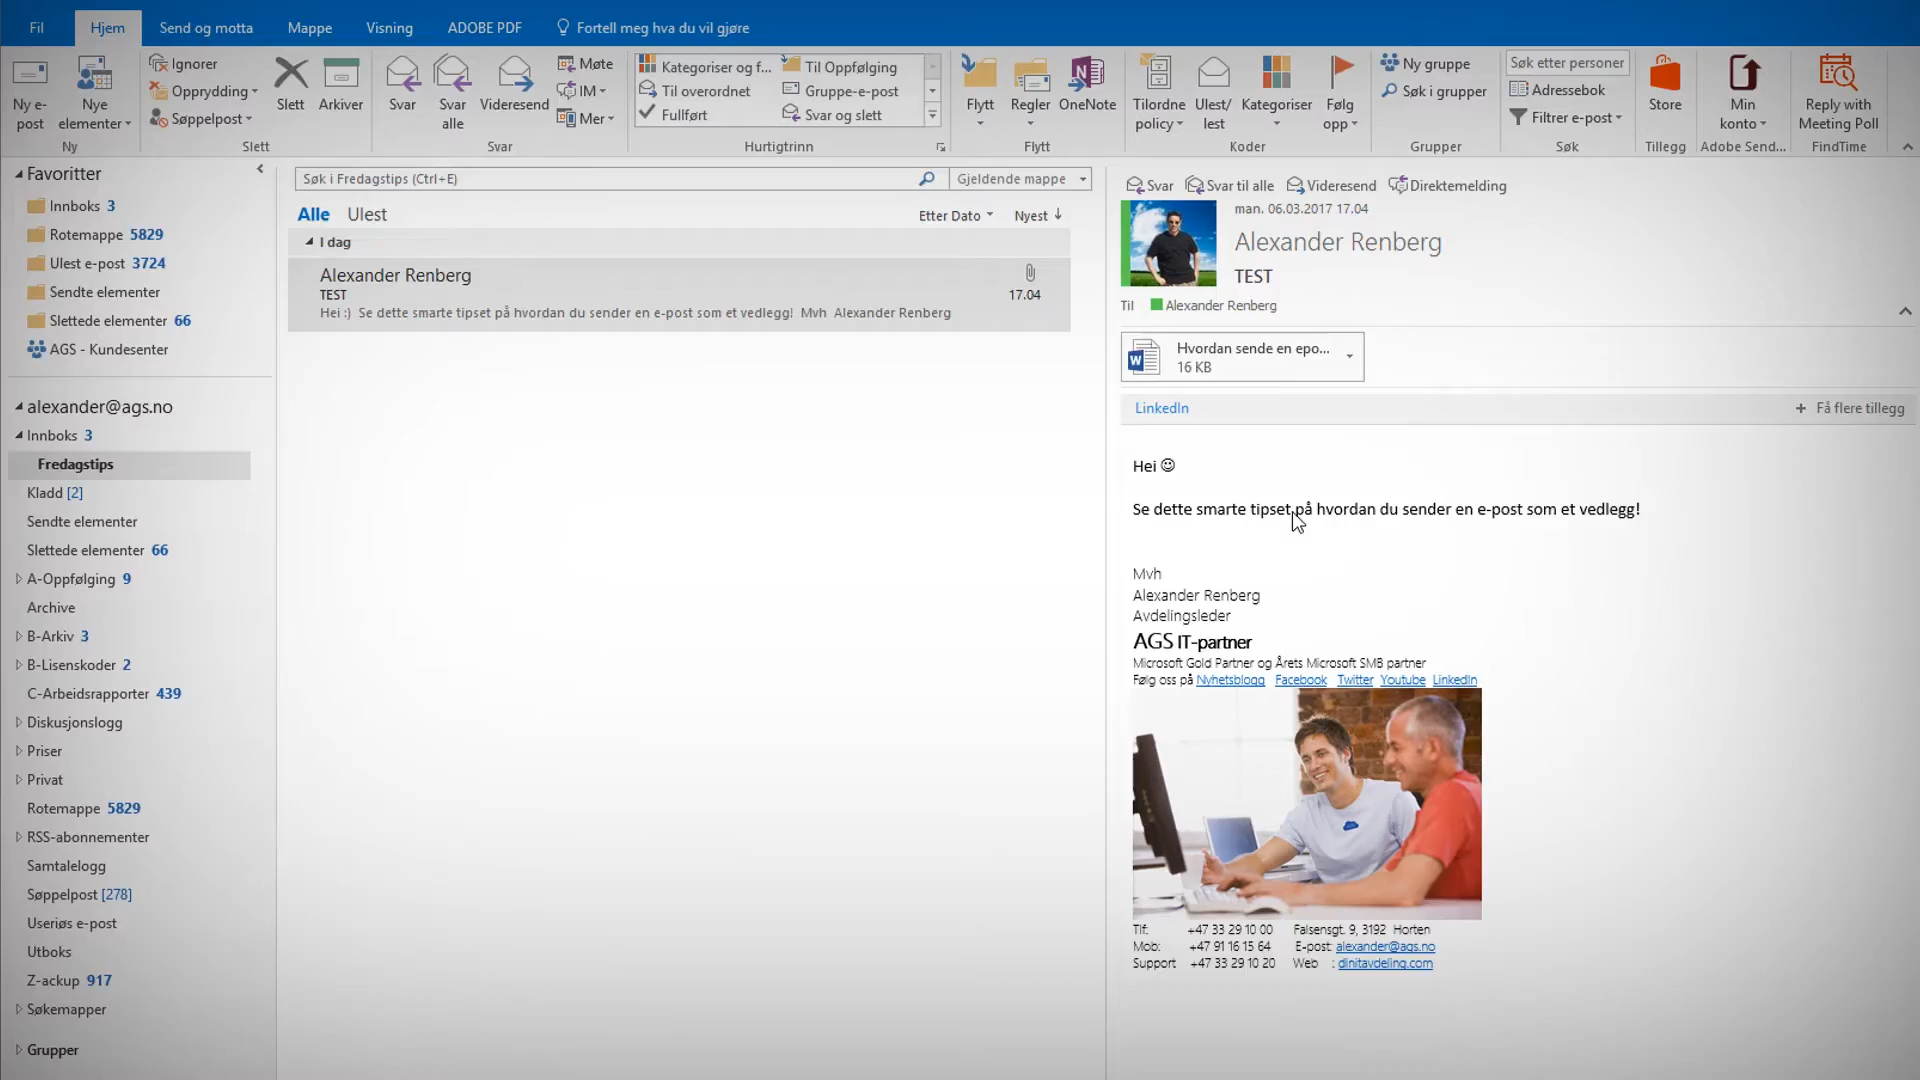 Fil Hjem Send og motta Mappe Visning ADOBE PDF Fortell meg hva du vil gjøre
Ny e-post
Nye elementer
Ny
Ignorer
Opprydding
Søppelpost
Slett
Arkiver
Slett
Svar
Svar alle
Videresend
Møte
IM
Mer
Svar
Kategoriser og f...
Til overordnet
Fullført
Til Oppfølging
Gruppe-e-post
Svar og slett
Hurtigtrinn
Flytt
Regler
OneNote
Flytt
Tilordne policy
Ulest/ lest
Kategoriser
Følg opp
Koder
Ny gruppe
Søk i grupper
Grupper
Søk etter personer
Adressebok
Filtrer e-post
Søk
Store
Tillegg
Min konto
Adobe Send...
Reply with Meeting Poll
FindTime
Favoritter
Innboks 3
Rotemappe 5829
Ulest e-post 3724
Sendte elementer
Slettede elementer 66
AGS - Kundesenter
alexander@ags.no
Innboks 3
Fredagstips
Kladd [2]
Sendte elementer
Slettede elementer 66
A-Oppfølging 9
Archive
B-Arkiv 3
B-Lisenskoder 2
C-Arbeidsrapporter 439
Diskusjonslogg
Priser
Privat
Rotemappe 5829
RSS-abonnementer
Samtalelogg
Søppelpost [278]
Useriøs e-post
Utboks
Z-ackup 917
Søkemapper
Grupper
Søk i Fredagstips (Ctrl+E) Gjeldende mappe
Alle Ulest Etter Dato Nyest
I dag
Alexander Renberg
TEST 17.04
Hei :) Se dette smarte tipset på hvordan du sender en e-post som et vedlegg! Mvh Alexander Renberg
Svar Svar til alle Videresend Direktemelding
man. 06.03.2017 17.04
Alexander Renberg
TEST
Til Alexander Renberg
Hvordan sende en epo...
16 KB
LinkedIn + Få flere tillegg
Hei ☺
Se dette smarte tipset på hvordan du sender en e-post som et vedlegg!
Mvh
Alexander Renberg
Avdelingsleder
AGS IT-partner
Microsoft Gold Partner og Årets Microsoft SMB partner
Følg oss på Nyhetsblogg Facebook Twitter Youtube LinkedIn
Tlf: +47 33 29 10 00 Falsensgt. 9, 3192 Horten
Mob: +47 91 16 15 64 E-post: alexander@ags.no
Support +47 33 29 10 20 Web : dinitavdeling.com